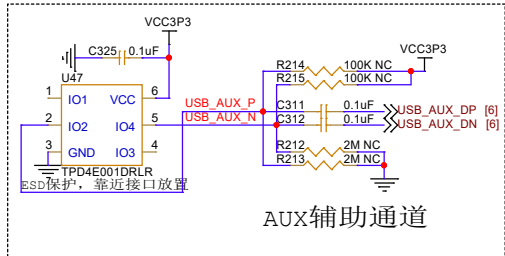 VCC3P3
C325 0.1uF
U47
1 IO1 VCC 6
2 IO2 IO4 5
3 GND IO3 4
TPD4E001DRLR
ESD保护，靠近接口放置
USB_AUX_P
USB_AUX_N
VCC3P3
R214 100K NC
R215 100K NC
C311 0.1uF USB_AUX_DP [6]
C312 0.1uF USB_AUX_DN [6]
R212 2M NC
R213 2M NC
AUX辅助通道